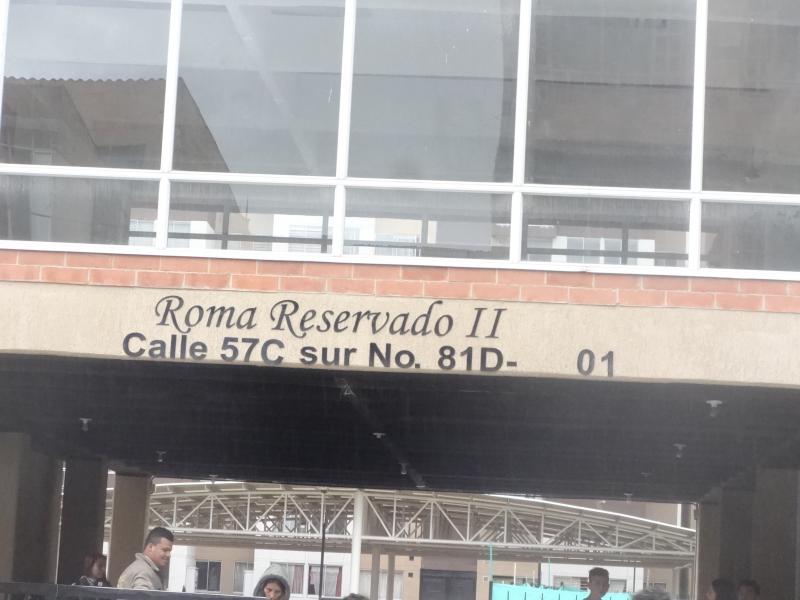 Roma Reservado II
Calle 57C sur No. 81D- 01